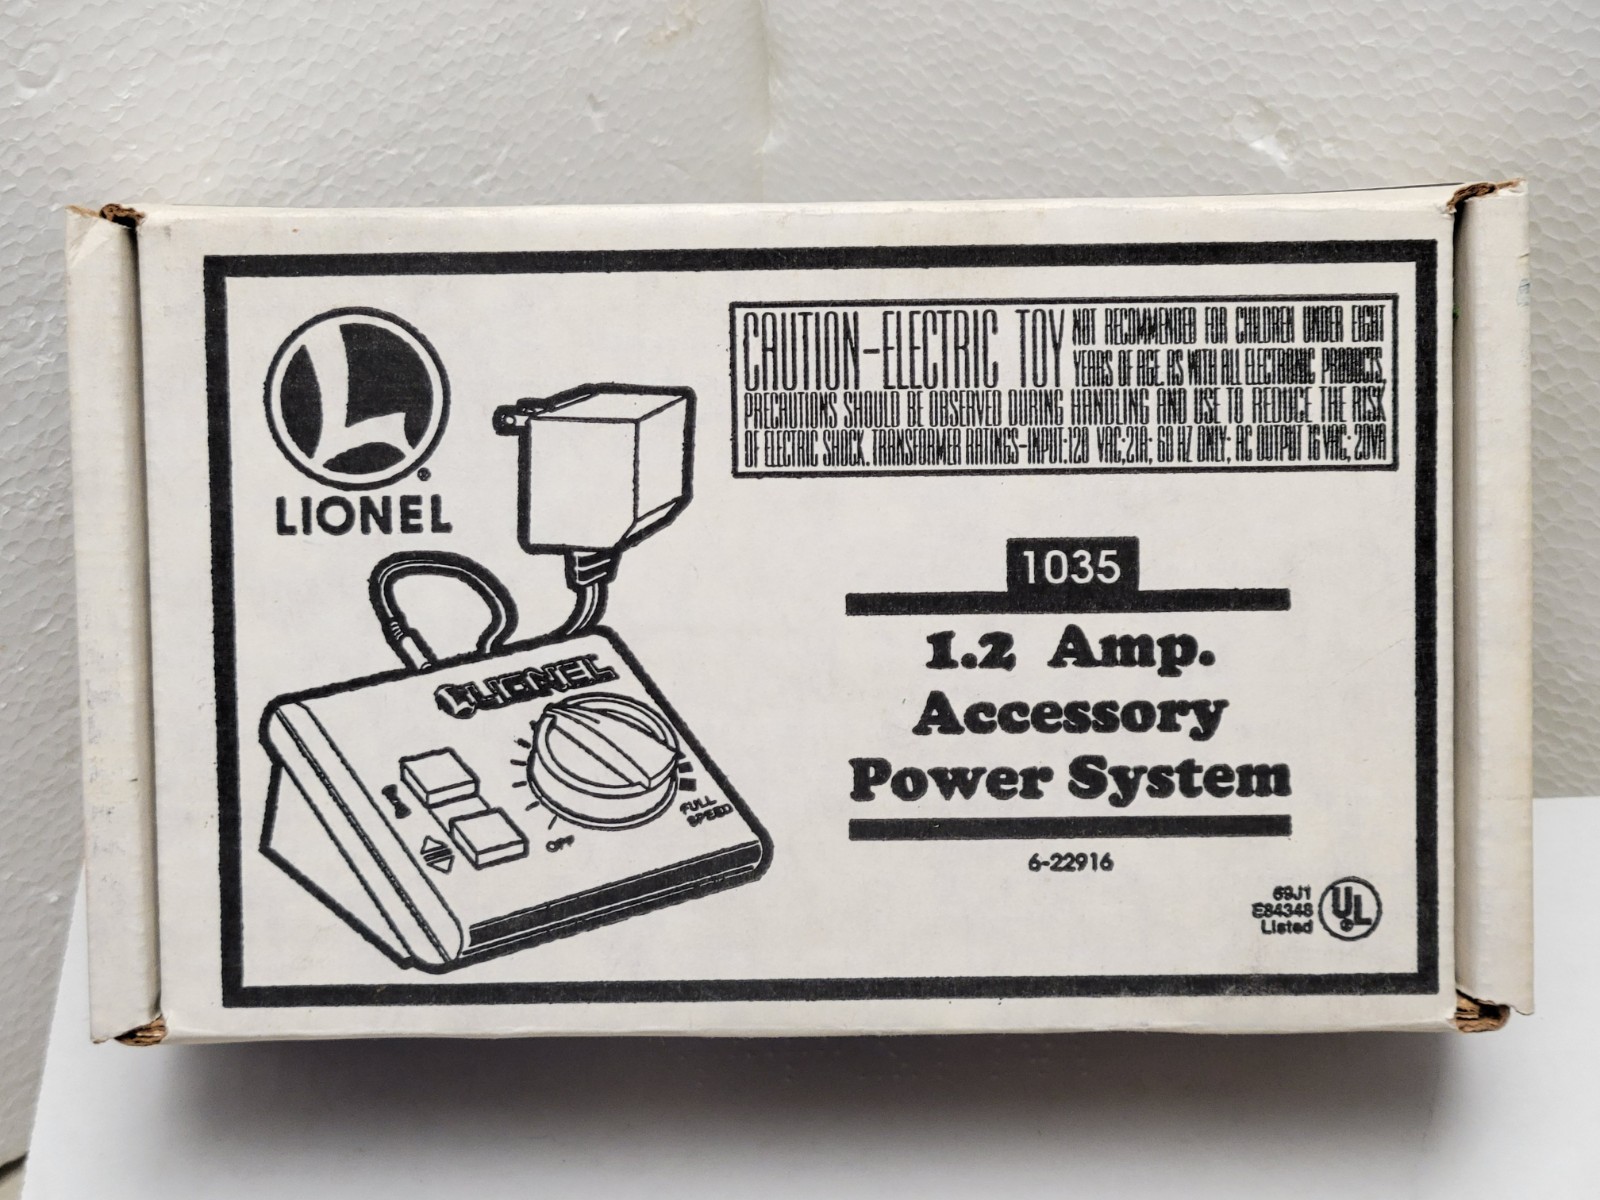 LIONEL
CAUTION-ELECTRIC TOY NOT RECOMMENDED FOR CHILDREN UNDER EIGHT
YEARS OF AGE. AS WITH ALL ELECTRONIC PRODUCTS,
PRECAUTIONS SHOULD BE OBSERVED DURING HANDLING AND USE TO REDUCE THE RISK
OF ELECTRIC SHOCK. TRANSFORMER RATINGS-INPUT:120 VAC;21A; 60 HZ ONLY; AC OUTPUT 16 VAC; 20VA
1035
1.2 Amp.
Accessory
Power System
6-22916
LIONEL
OFF
FULL
SPEED
69J1
E84348
Listed
UL